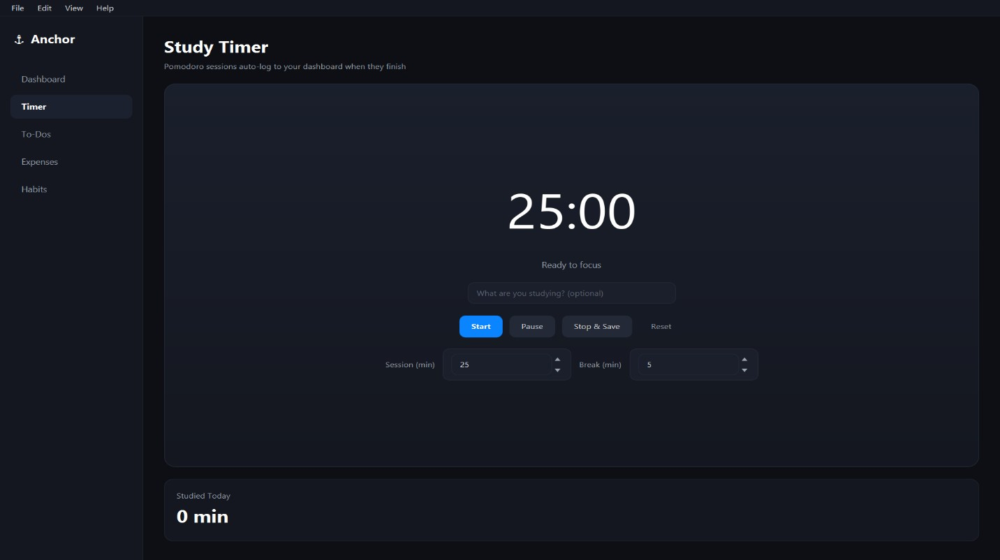 File Edit View Help
⚓ Anchor
Dashboard
Timer
To-Dos
Expenses
Habits
Study Timer
Pomodoro sessions auto-log to your dashboard when they finish
25:00
Ready to focus
What are you studying? (optional)
Start Pause Stop & Save Reset
Session (min) 25 Break (min) 5
Studied Today
0 min